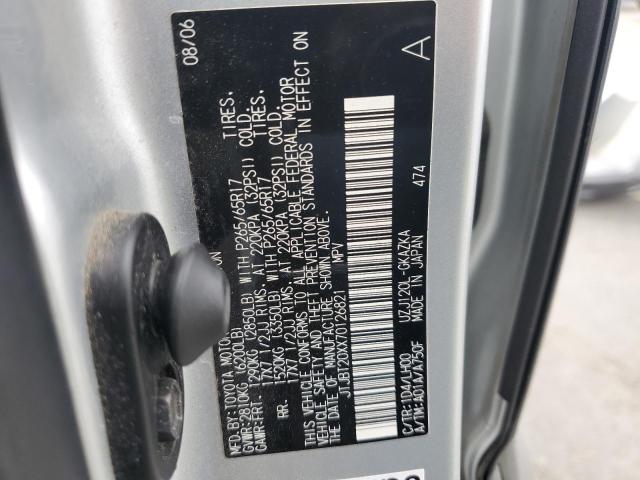 MFD.BY:TOYOTA MOTOR ION 08/06
GVWR:2810KG (6200LB)
GAWR:FRT. 1290KG (2850LB) WITH P265/65R17 TIRES,
17X7 1/2JJ RIMS, AT 220KPA (32PSI) COLD.
RR. 1520KG (3350LB) WITH P265/65R17 TIRES,
17X7 1/2JJ RIMS, AT 220KPA (32PSI) COLD.
THIS VEHICLE CONFORMS TO ALL APPLICABLE FEDERAL MOTOR
VEHICLE SAFETY AND THEFT PREVENTION STANDARDS IN EFFECT ON
THE DATE OF MANUFACTURE SHOWN ABOVE.
JTJBT20XX70126821 MPV
A
474
C/TR:1D4/LH00 UZJ120L-GKAZKA
A/TM:A01A/A750F MADE IN JAPAN